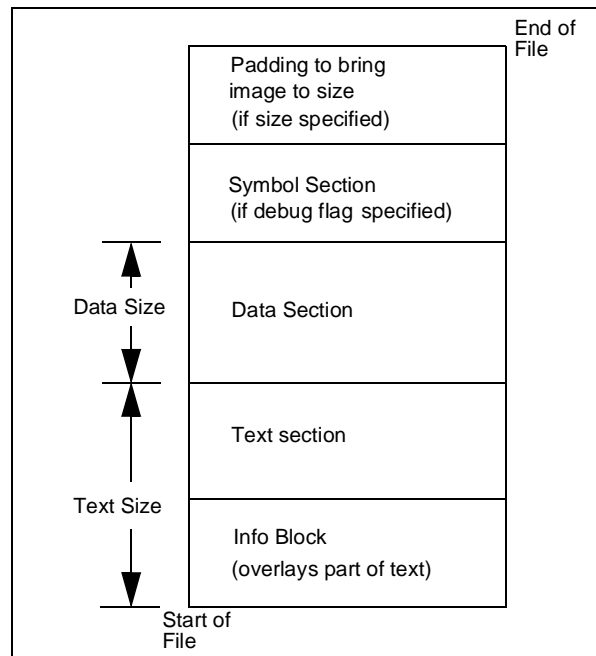 End of
File
Padding to bring
image to size
(if size specified)
Symbol Section
(if debug flag specified)
Data Size
Data Section
Text section
Text Size
Info Block
(overlays part of text)
Start of
File